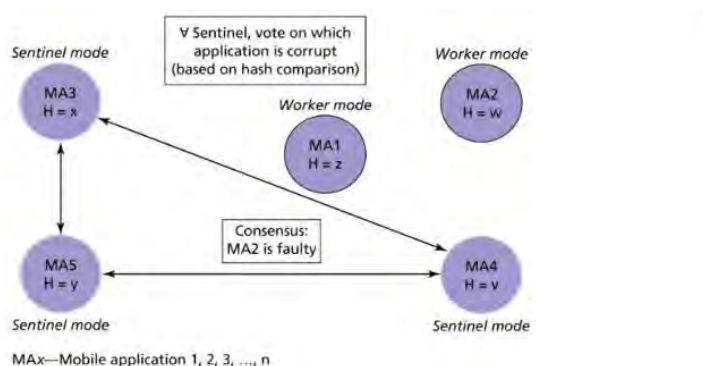 ∀ Sentinel, vote on which
application is corrupt
(based on hash comparison)
Sentinel mode
MA3
H = x
Worker mode
MA2
H = w
Worker mode
MA1
H = z
Consensus:
MA2 is faulty
MA5
H = y
Sentinel mode
MA4
H = v
Sentinel mode
MAx—Mobile application 1, 2, 3, ..., n